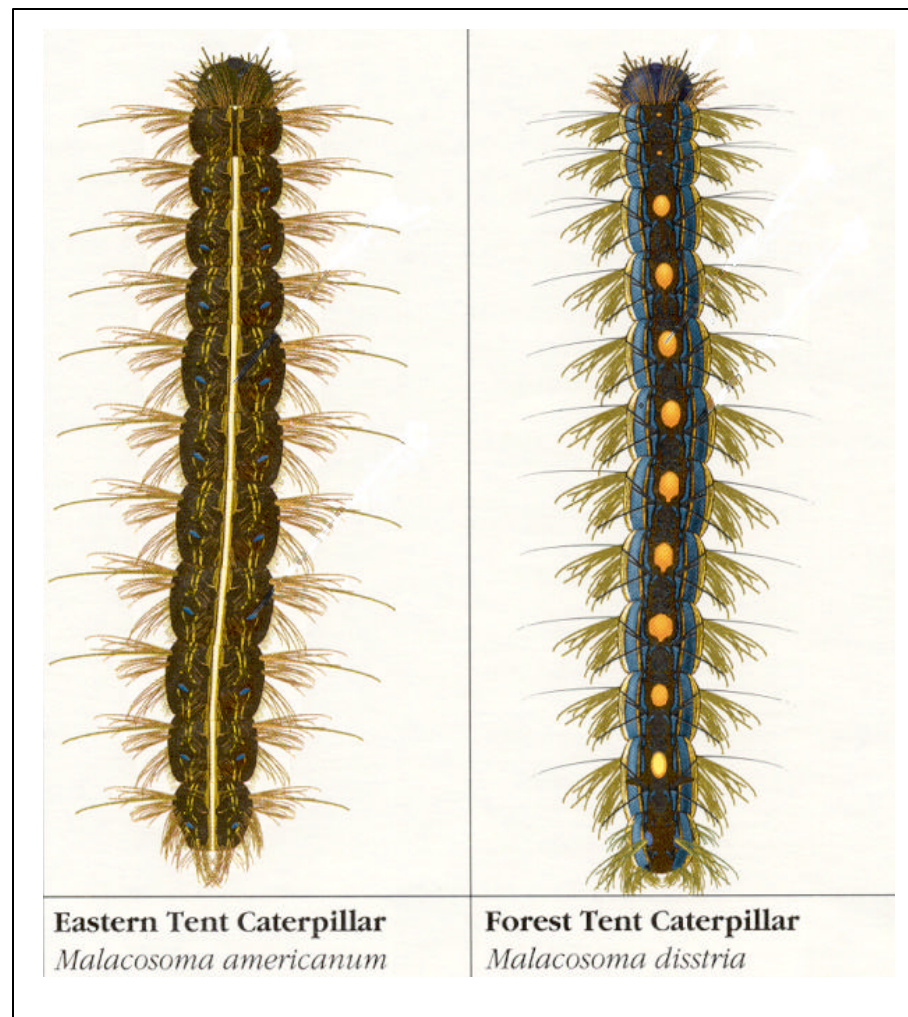 Eastern Tent Caterpillar
Malacosoma americanum
Forest Tent Caterpillar
Malacosoma disstria